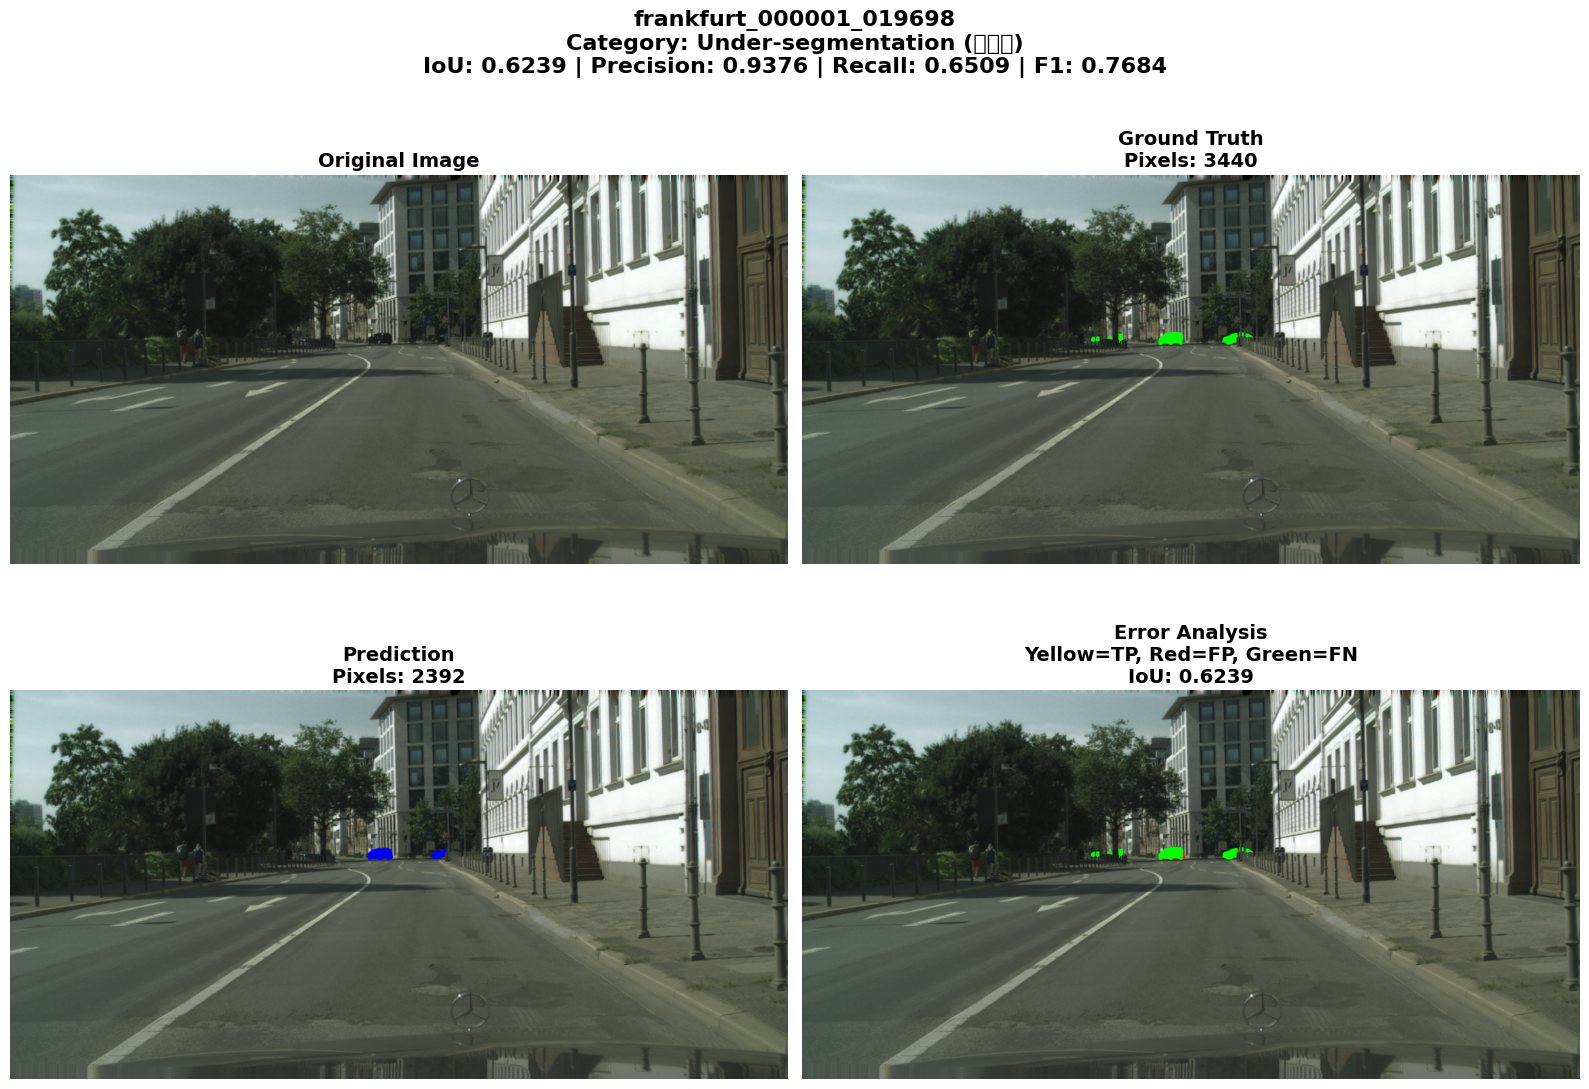 frankfurt_000001_019698
Category: Under-segmentation (▯▯▯)
IoU: 0.6239 | Precision: 0.9376 | Recall: 0.6509 | F1: 0.7684
Original Image
Ground Truth
Pixels: 3440
Prediction
Pixels: 2392
Error Analysis
Yellow=TP, Red=FP, Green=FN
IoU: 0.6239